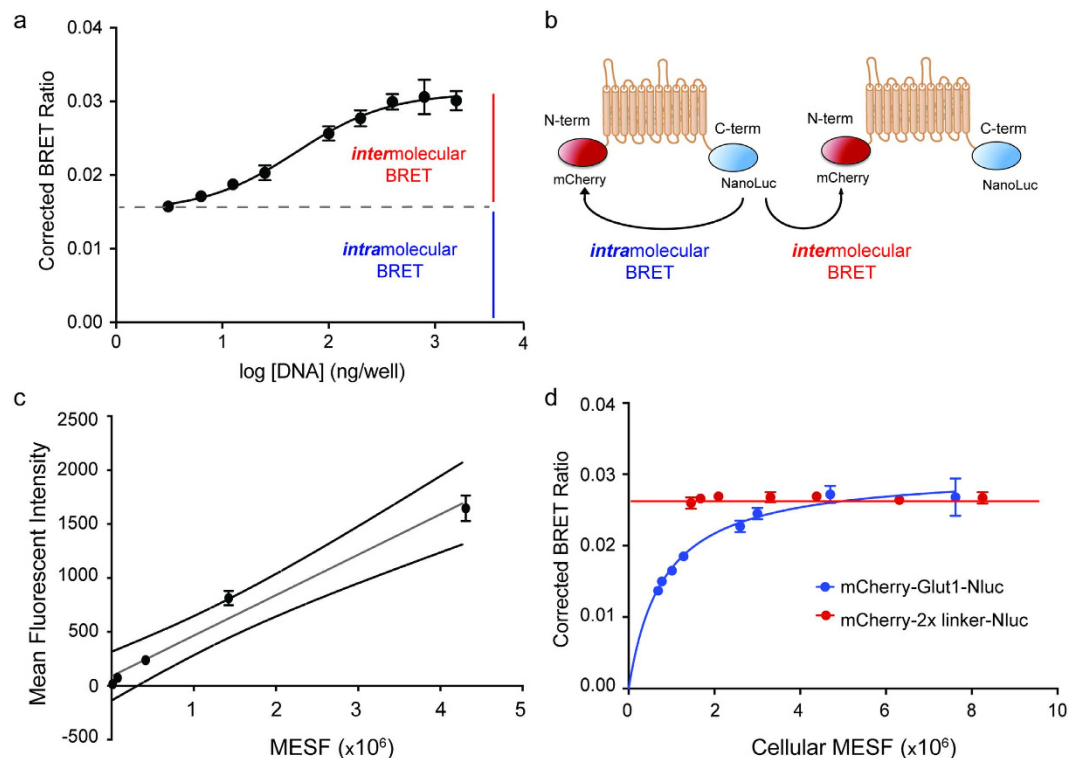 a
0.04
0.03
0.02
0.01
0.00
Corrected BRET Ratio
0
1
2
3
4
log [DNA] (ng/well)
intermolecular
BRET
intramolecular
BRET
b
N-term
mCherry
C-term
NanoLuc
N-term
mCherry
C-term
NanoLuc
intramolecular
BRET
intermolecular
BRET
c
2500
2000
1500
1000
500
0
-500
Mean Fluorescent Intensity
1
2
3
4
5
MESF (x10⁶)
d
0.04
0.03
0.02
0.01
0.00
Corrected BRET Ratio
0
2
4
6
8
10
Cellular MESF (x10⁶)
mCherry-Glut1-Nluc
mCherry-2x linker-Nluc